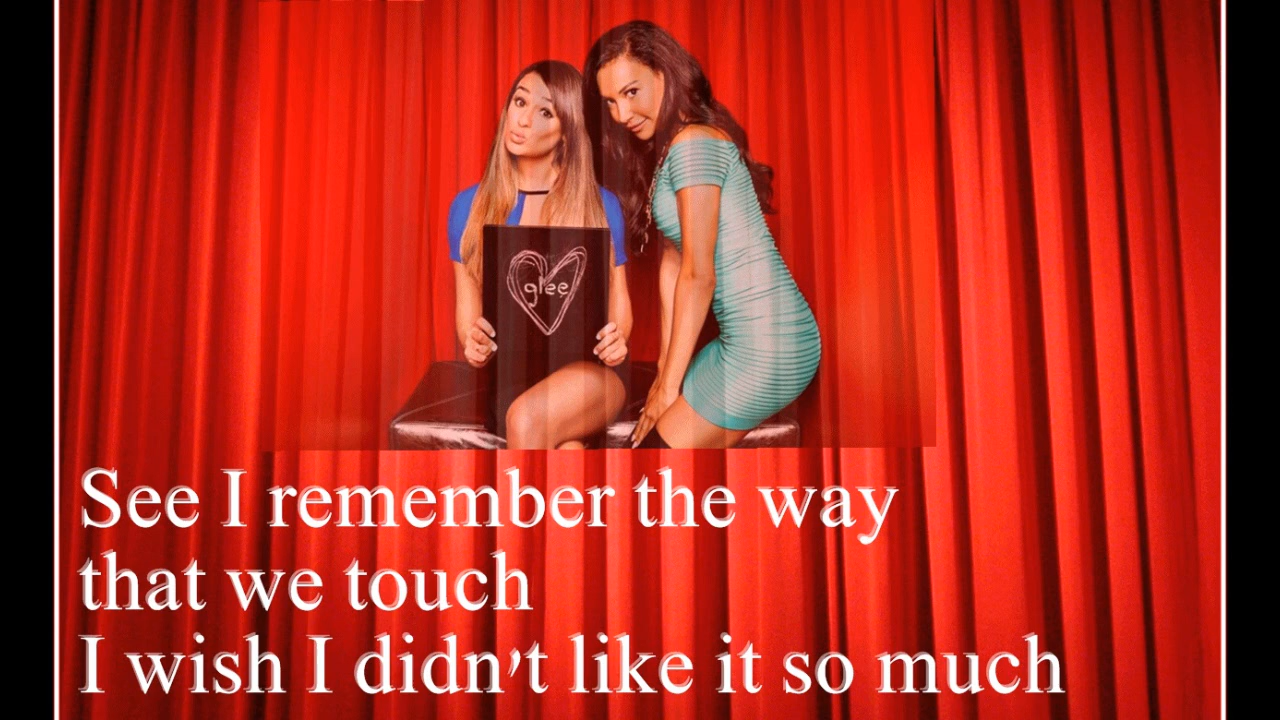 glee
See I remember the way
that we touch
I wish I didn't like it so much